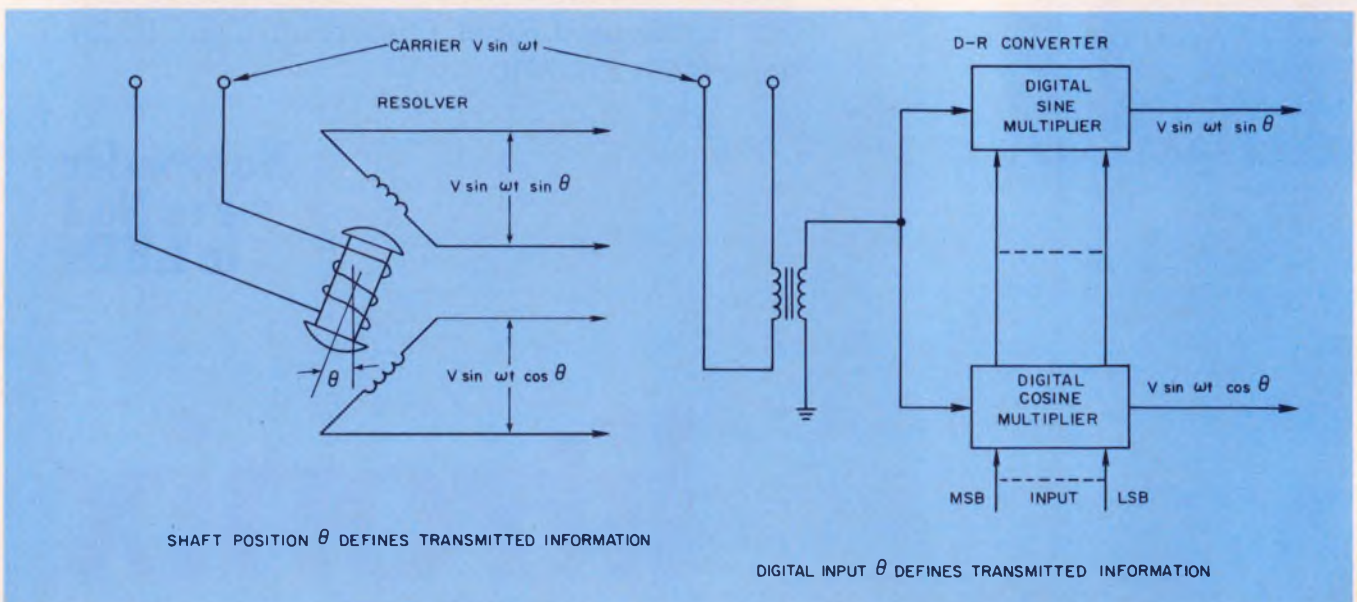 CARRIER V sin ωt
RESOLVER
V sin ωt sin θ
V sin ωt cos θ
θ
SHAFT POSITION θ DEFINES TRANSMITTED INFORMATION
D-R CONVERTER
DIGITAL
SINE
MULTIPLIER
V sin ωt sin θ
DIGITAL
COSINE
MULTIPLIER
V sin ωt cos θ
MSB INPUT LSB
DIGITAL INPUT θ DEFINES TRANSMITTED INFORMATION